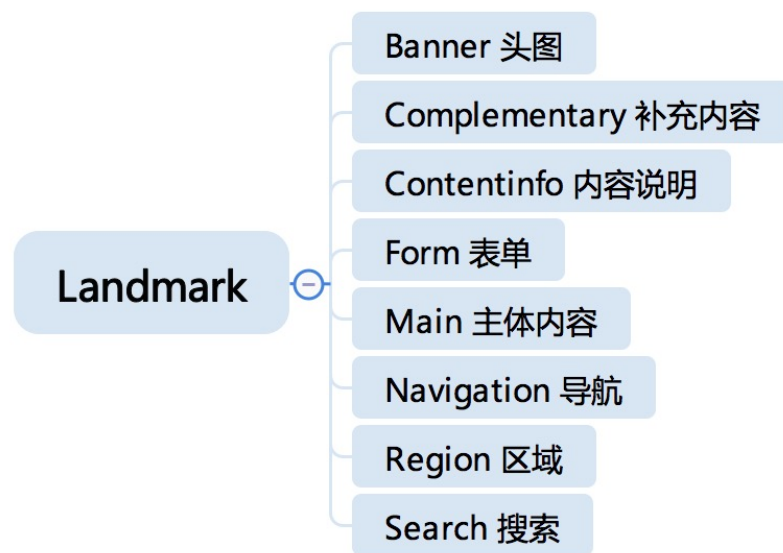 Landmark
Banner 头图
Complementary 补充内容
Contentinfo 内容说明
Form 表单
Main 主体内容
Navigation 导航
Region 区域
Search 搜索